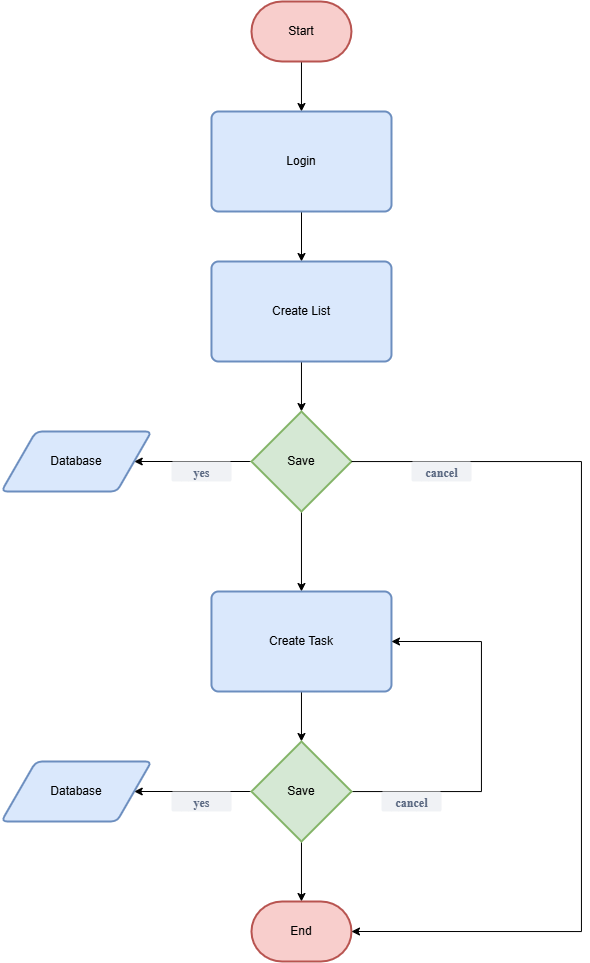 Start
Login
Create List
Database
yes
Save
cancel
Create Task
Database
yes
Save
cancel
End